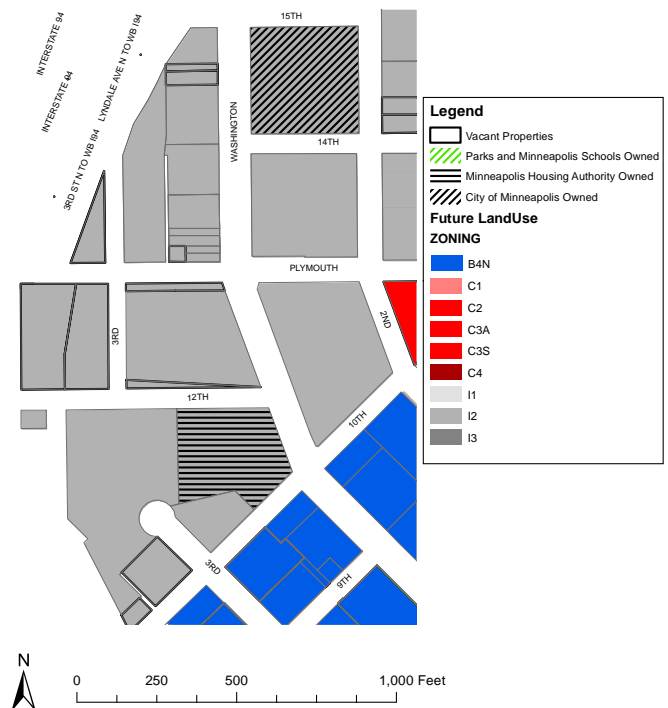 15TH
INTERSTATE 94
INTERSTATE 94
LYNDALE AVE N TO WB I94
3RD ST N TO WB I94
WASHINGTON
14TH
PLYMOUTH
3RD
2ND
12TH
10TH
3RD
9TH
Legend
Vacant Properties
Parks and Minneapolis Schools Owned
Minneapolis Housing Authority Owned
City of Minneapolis Owned
Future LandUse
ZONING
B4N
C1
C2
C3A
C3S
C4
I1
I2
I3
N
0 250 500 1,000 Feet